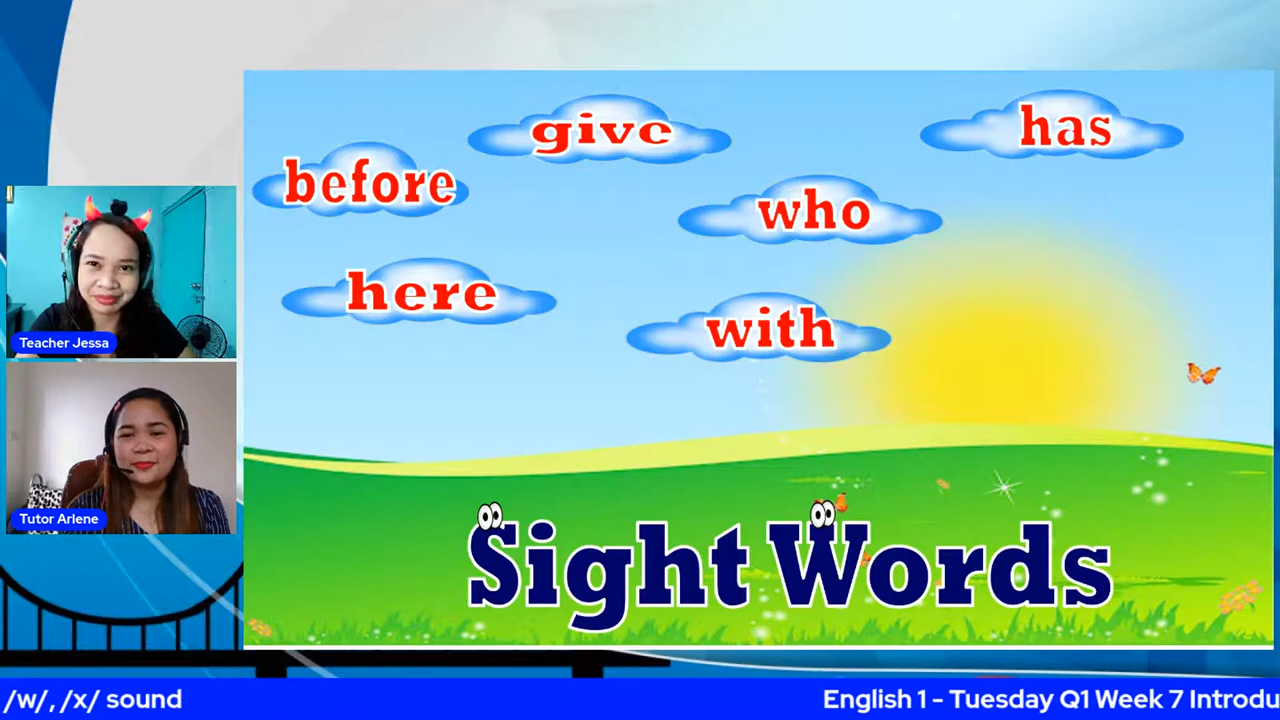 give
has
before
who
here
with
Sight Words
Teacher Jessa
Tutor Arlene
/w/, /x/ sound
English 1 - Tuesday Q1 Week 7 Introdu